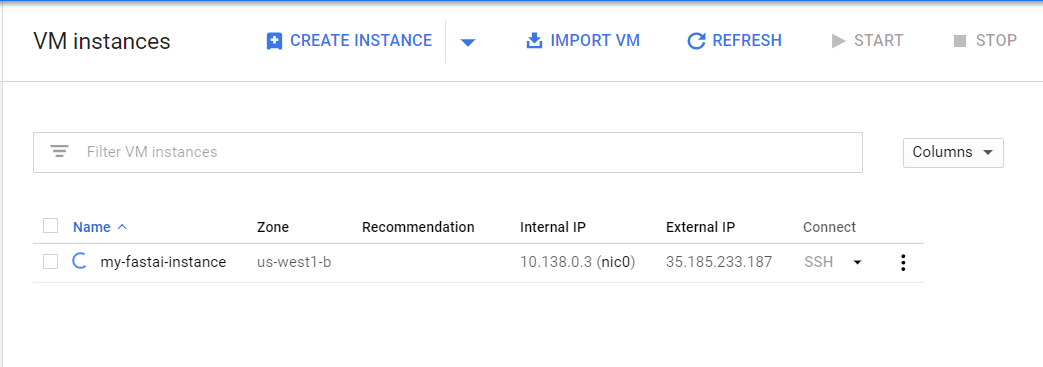 VM instances CREATE INSTANCE IMPORT VM REFRESH START STOP
Filter VM instances Columns
Name Zone Recommendation Internal IP External IP Connect
my-fastai-instance us-west1-b 10.138.0.3 (nic0) 35.185.233.187 SSH